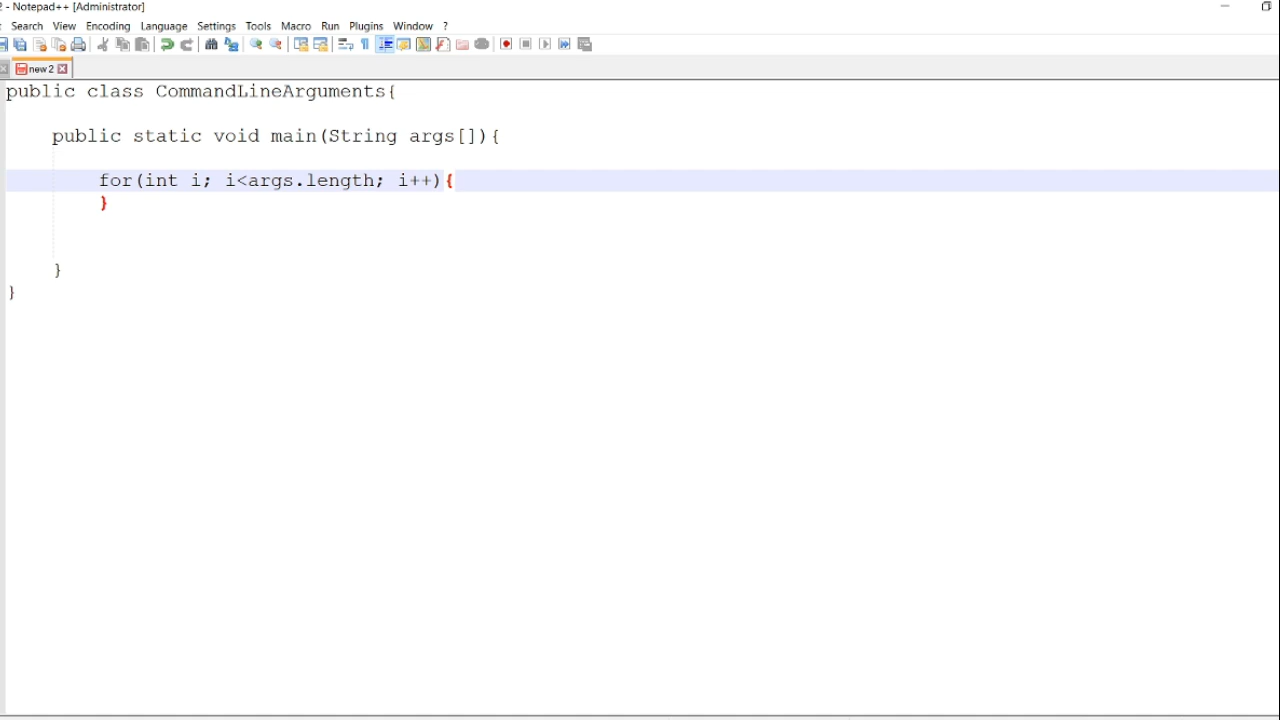 2 - Notepad++ [Administrator]
Search View Encoding Language Settings Tools Macro Run Plugins Window ?
new 2
public class CommandLineArguments{
public static void main(String args[]){
for(int i; i<args.length; i++){
}
}
}